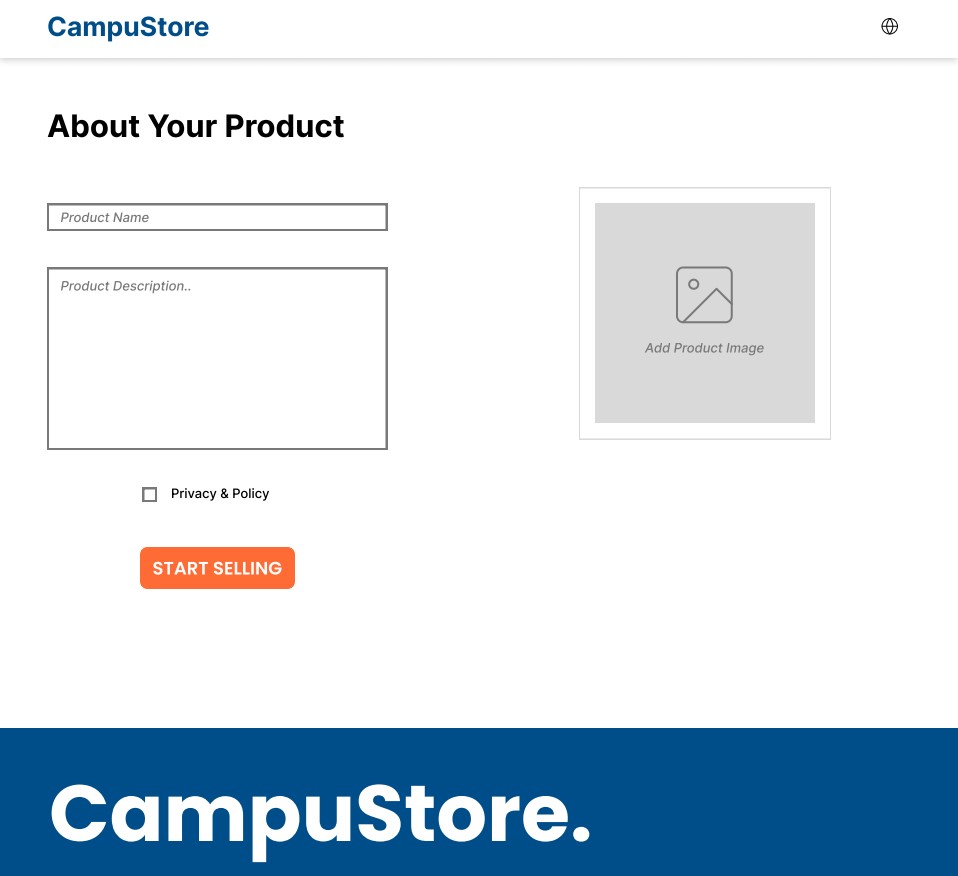 CampuStore
About Your Product
Product Name
Product Description..
Add Product Image
Privacy & Policy
START SELLING
CampuStore.